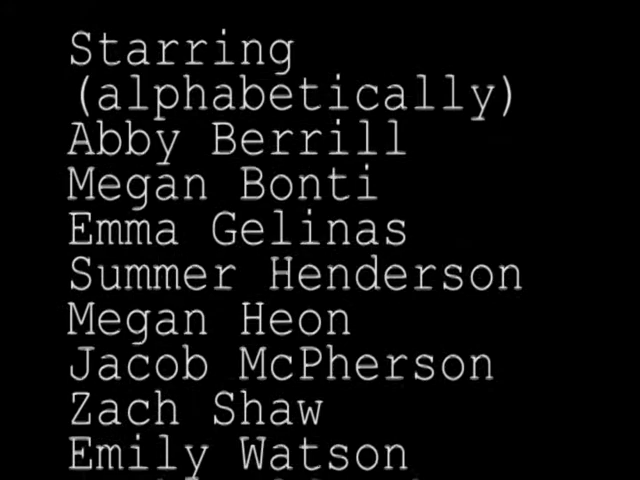 Starring
(alphabetically)
Abby Berrill
Megan Bonti
Emma Gelinas
Summer Henderson
Megan Heon
Jacob McPherson
Zach Shaw
Emily Watson